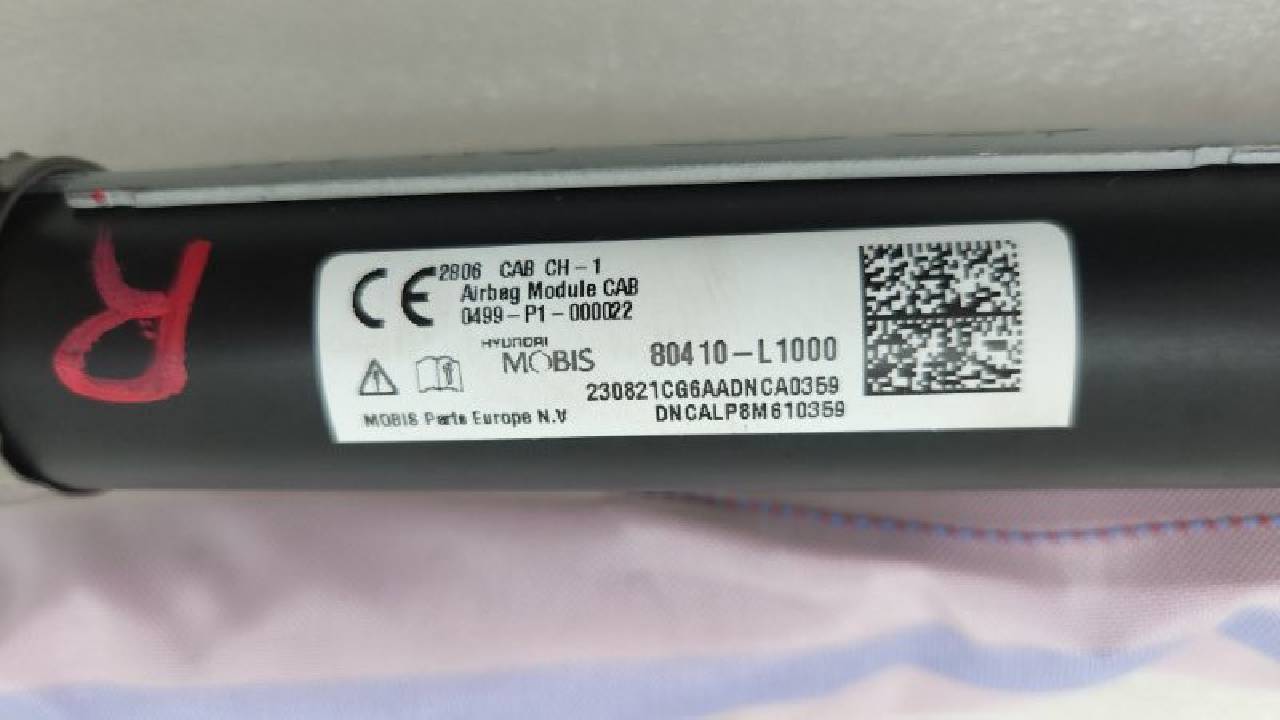 R
CE 2806 CAB CH-1
Airbag Module CAB
0499-P1-000022
HYUNDAI
MOBIS 80410-L1000
230821CG6AADNCA0359
MOBIS Parts Europe N.V DNCALP8M610359